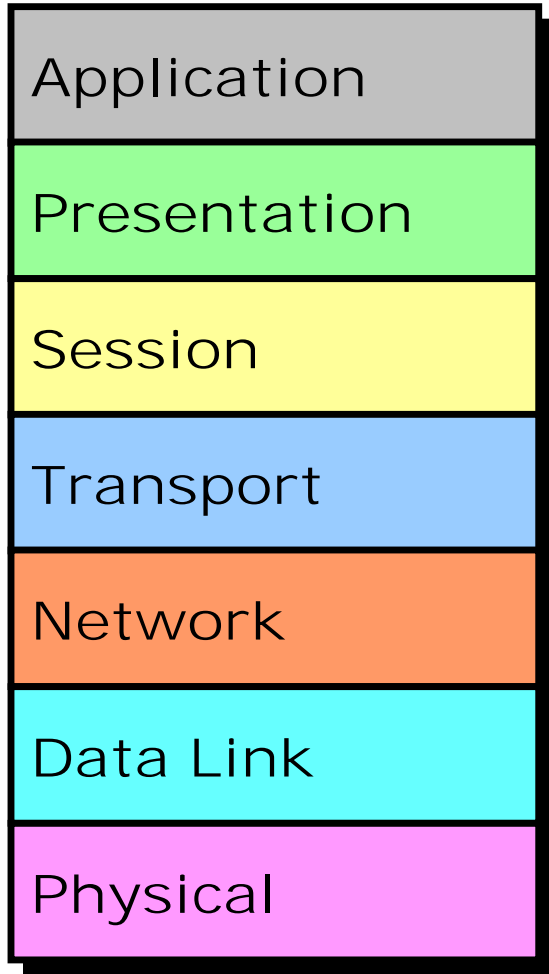 Application
Presentation
Session
Transport
Network
Data Link
Physical